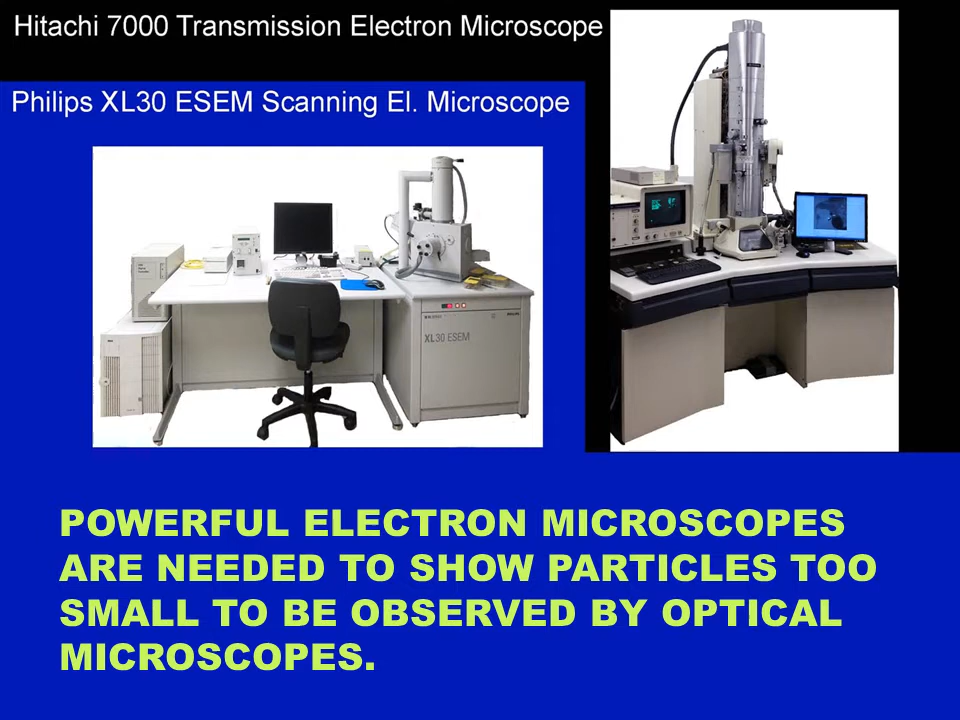 Hitachi 7000 Transmission Electron Microscope
Philips XL30 ESEM Scanning El. Microscope
XL30 ESEM
POWERFUL ELECTRON MICROSCOPES
ARE NEEDED TO SHOW PARTICLES TOO
SMALL TO BE OBSERVED BY OPTICAL
MICROSCOPES.